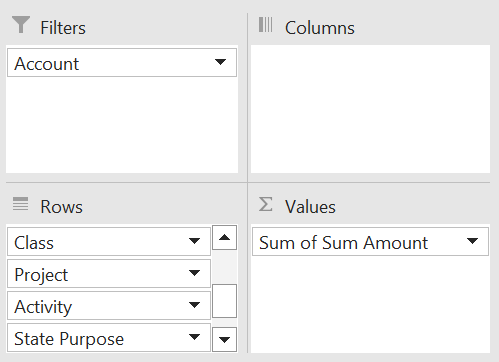 Filters
Account
Columns
Rows
Class
Project
Activity
State Purpose
Σ Values
Sum of Sum Amount